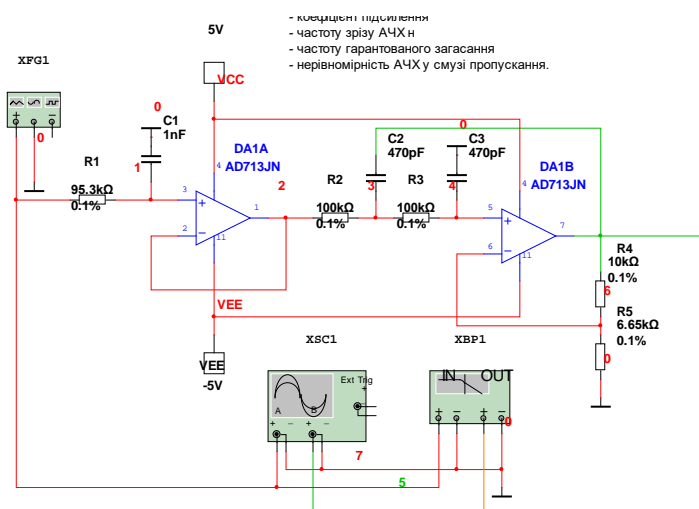 - коефіцієнт підсилення
- частоту зрізу АЧХ н
- частоту гарантованого загасання
- нерівномірність АЧХ у смузі пропускання.
5V
XFG1
VCC
0
C1
1nF
0
1
R1
95.3kΩ
0.1%
DA1A
AD713JN
4
3
2
1
11
2
R2
100kΩ
0.1%
C2
470pF
3
R3
100kΩ
0.1%
0
C3
470pF
4
DA1B
AD713JN
4
5
6
7
11
R4
10kΩ
0.1%
6
R5
6.65kΩ
0.1%
0
VEE
VEE
-5V
XSC1
Ext Trig
+
A
B
+
–
+
–
7
XBP1
IN
OUT
+
–
+
–
0
5